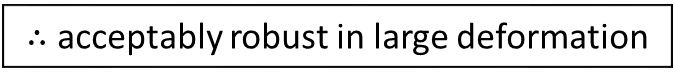 ∴ acceptably robust in large deformation